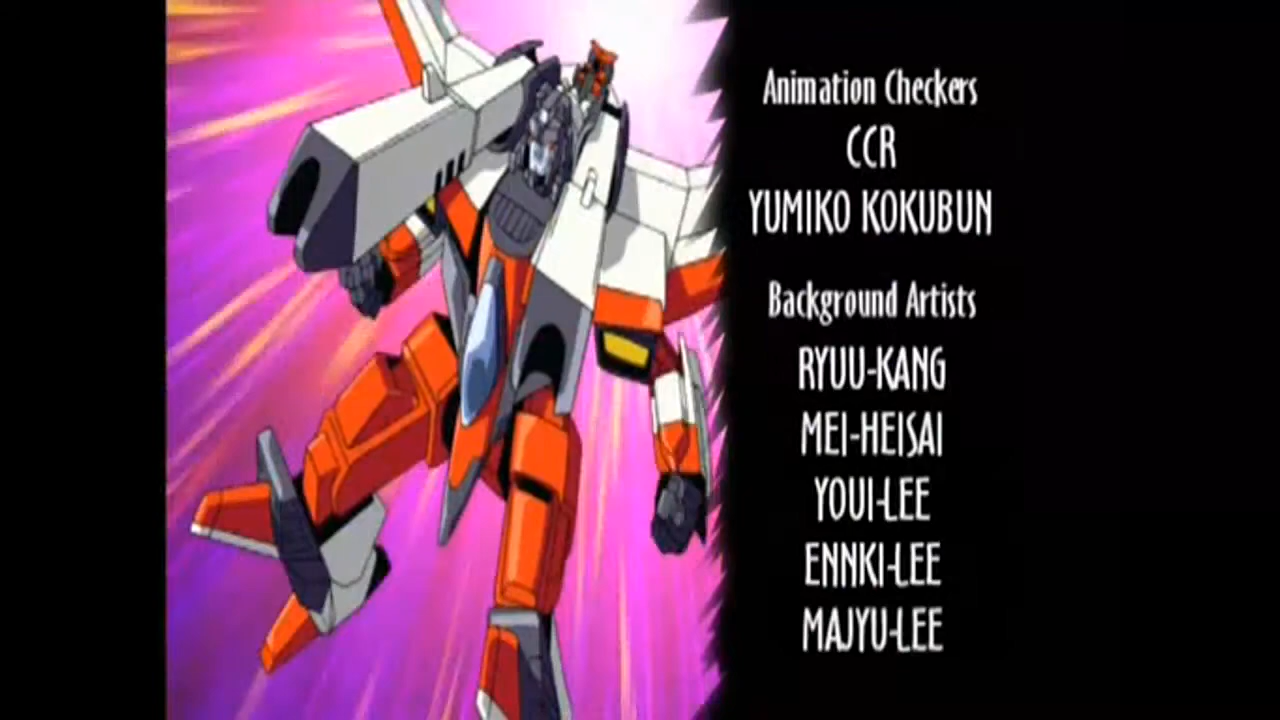 Animation Checkers
CCR
YUMIKO KOKUBUN
Background Artists
RYUU-KANG
MEI-HEISAI
YOUI-LEE
ENNKI-LEE
MAJYU-LEE